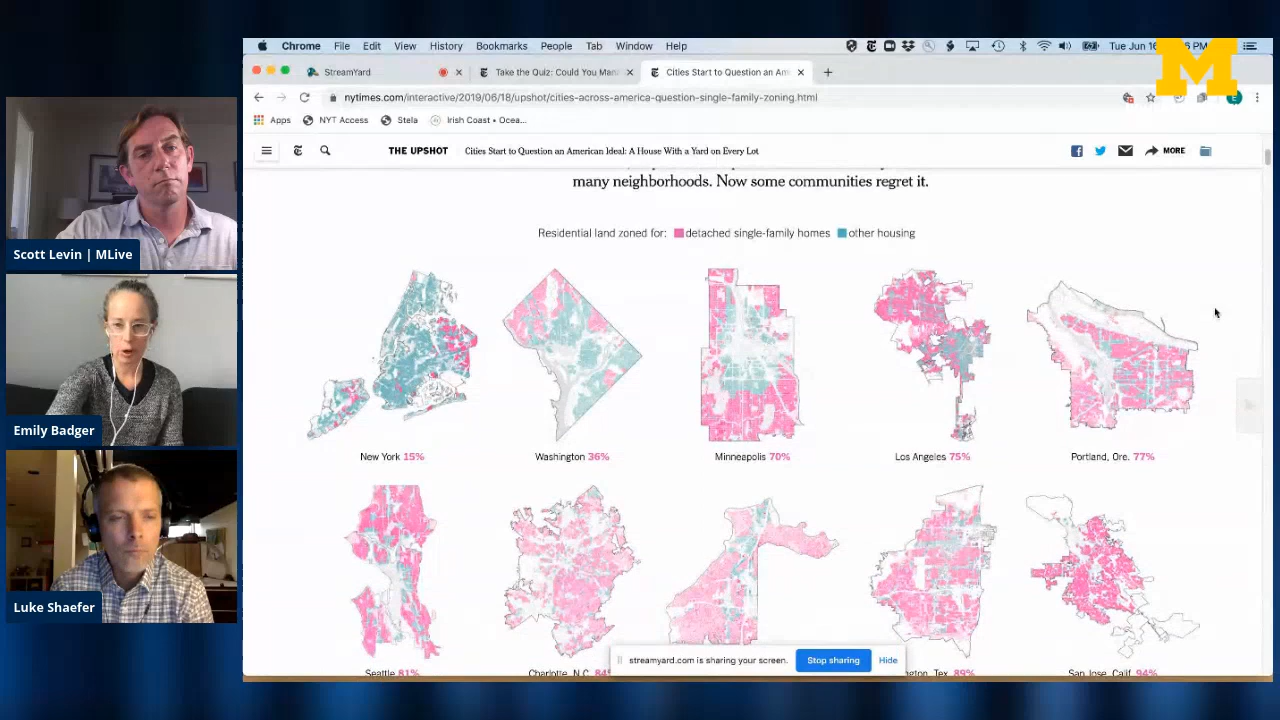 Chrome File Edit View History Bookmarks People Tab Window Help
Tue Jun 16
M
StreamYard
Take the Quiz: Could You Man
Cities Start to Question an Am
nytimes.com/interactive/2019/06/18/upshot/cities-across-america-question-single-family-zoning.html
Apps NYT Access Stela Irish Coast • Ocea...
THE UPSHOT Cities Start to Question an American Ideal: A House With a Yard on Every Lot
MORE
many neighborhoods. Now some communities regret it.
Residential land zoned for: detached single-family homes other housing
New York 15% Washington 36% Minneapolis 70% Los Angeles 75% Portland, Ore. 77%
Seattle 81% Charlotte, N.C. 84% Tex. 89% San Jose, Calif. 94%
streamyard.com is sharing your screen. Stop sharing Hide
Scott Levin | MLive
Emily Badger
Luke Shaefer